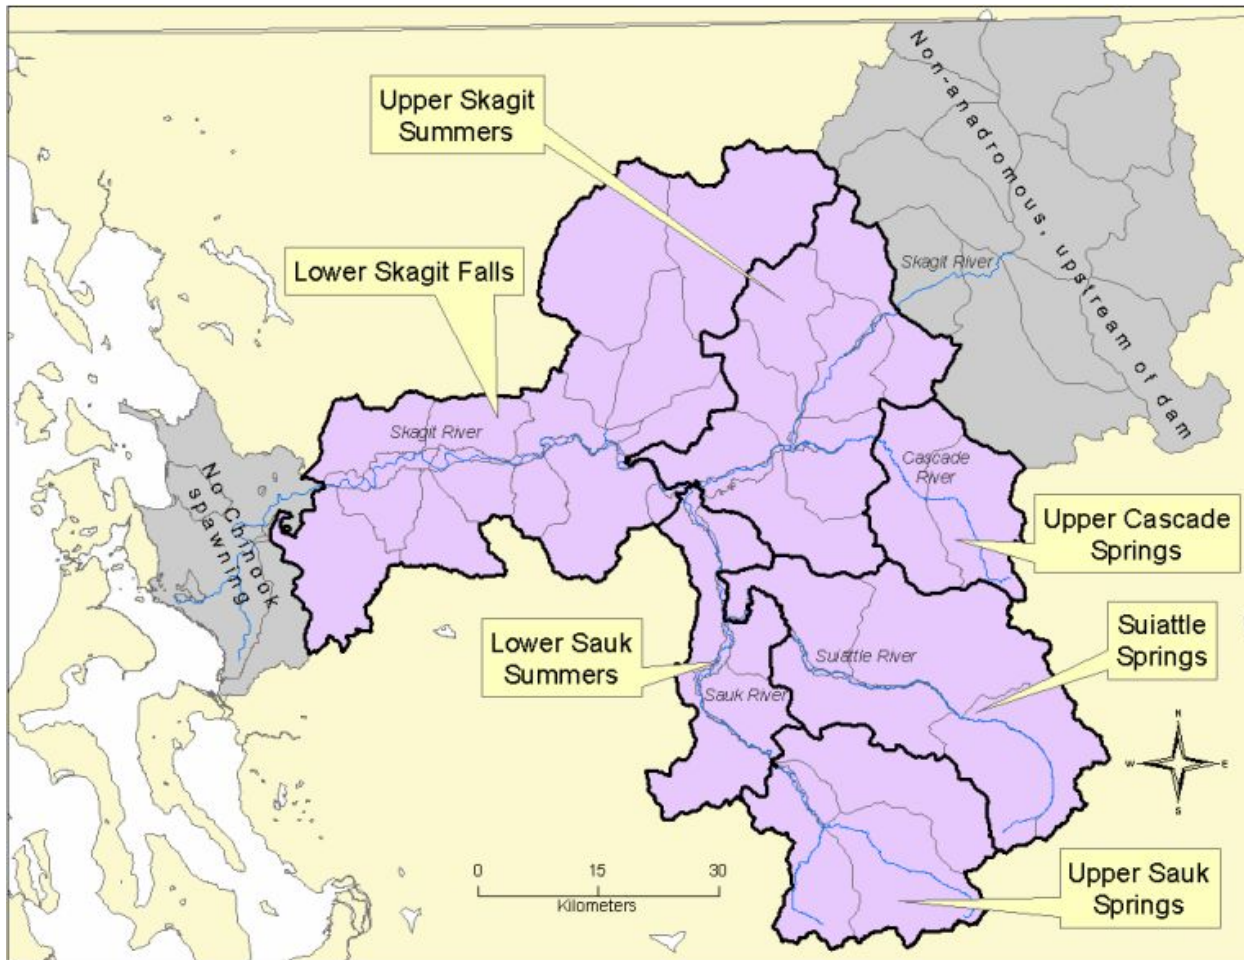 Non-anadromous, upstream of dam
Upper Skagit
Summers
Skagit River
Lower Skagit Falls
Skagit River
No Chinook
spawning
Cascade
River
Upper Cascade
Springs
Suiattle
Springs
Lower Sauk
Summers
Suiattle River
Sauk River
N
W
E
S
0
15
30
Kilometers
Upper Sauk
Springs